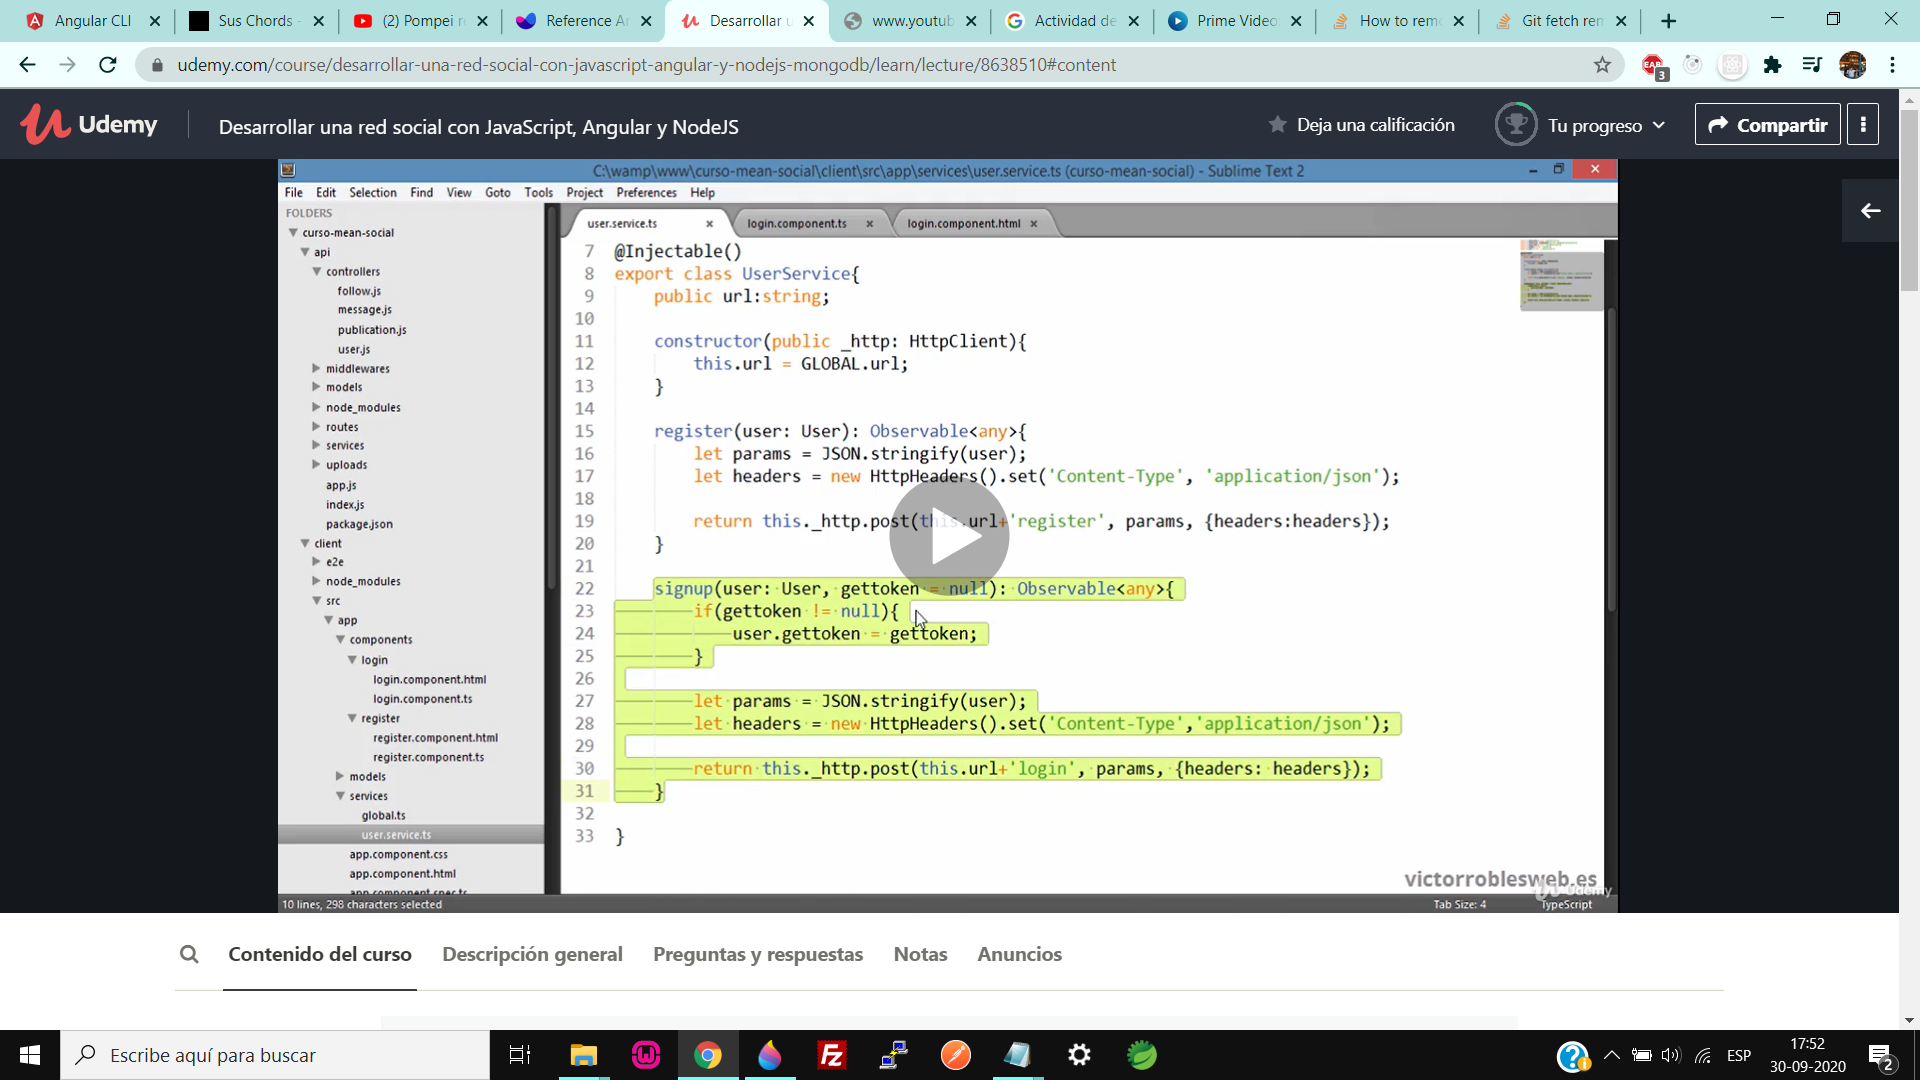 Angular CLI
Sus Chords -
(2) Pompei r
Reference Ar
Desarrollar u
www.youtub
Actividad de
Prime Video:
How to rem
Git fetch rem
udemy.com/course/desarrollar-una-red-social-con-javascript-angular-y-nodejs-mongodb/learn/lecture/8638510#content
EAB
3
Udemy
Desarrollar una red social con JavaScript, Angular y NodeJS
Deja una calificación
Tu progreso
Compartir
C:\wamp\www\curso-mean-social\client\src\app\services\user.service.ts (curso-mean-social) - Sublime Text 2
File Edit Selection Find View Goto Tools Project Preferences Help
FOLDERS
curso-mean-social
api
controllers
follow.js
message.js
publication.js
user.js
middlewares
models
node_modules
routes
services
uploads
app.js
index.js
package.json
client
e2e
node_modules
src
app
components
login
login.component.html
login.component.ts
register
register.component.html
register.component.ts
models
services
global.ts
user.service.ts
app.component.css
app.component.html
app.component.spec.ts
user.service.ts
login.component.ts
login.component.html
7 @Injectable()
8 export class UserService{
9 public url:string;
10
11 constructor(public _http: HttpClient){
12 this.url = GLOBAL.url;
13 }
14
15 register(user: User): Observable<any>{
16 let params = JSON.stringify(user);
17 let headers = new HttpHeaders().set('Content-Type', 'application/json');
18
19 return this._http.post(this.url+'register', params, {headers:headers});
20 }
21
22 signup(user: User, gettoken = null): Observable<any>{
23 if(gettoken != null){
24 user.gettoken = gettoken;
25 }
26
27 let params = JSON.stringify(user);
28 let headers = new HttpHeaders().set('Content-Type','application/json');
29
30 return this._http.post(this.url+'login', params, {headers: headers});
31 }
32
33 }
victorroblesweb.es
Udemy
10 lines, 298 characters selected
Tab Size: 4
TypeScript
Contenido del curso
Descripción general
Preguntas y respuestas
Notas
Anuncios
Escribe aquí para buscar
ESP
17:52
30-09-2020
2